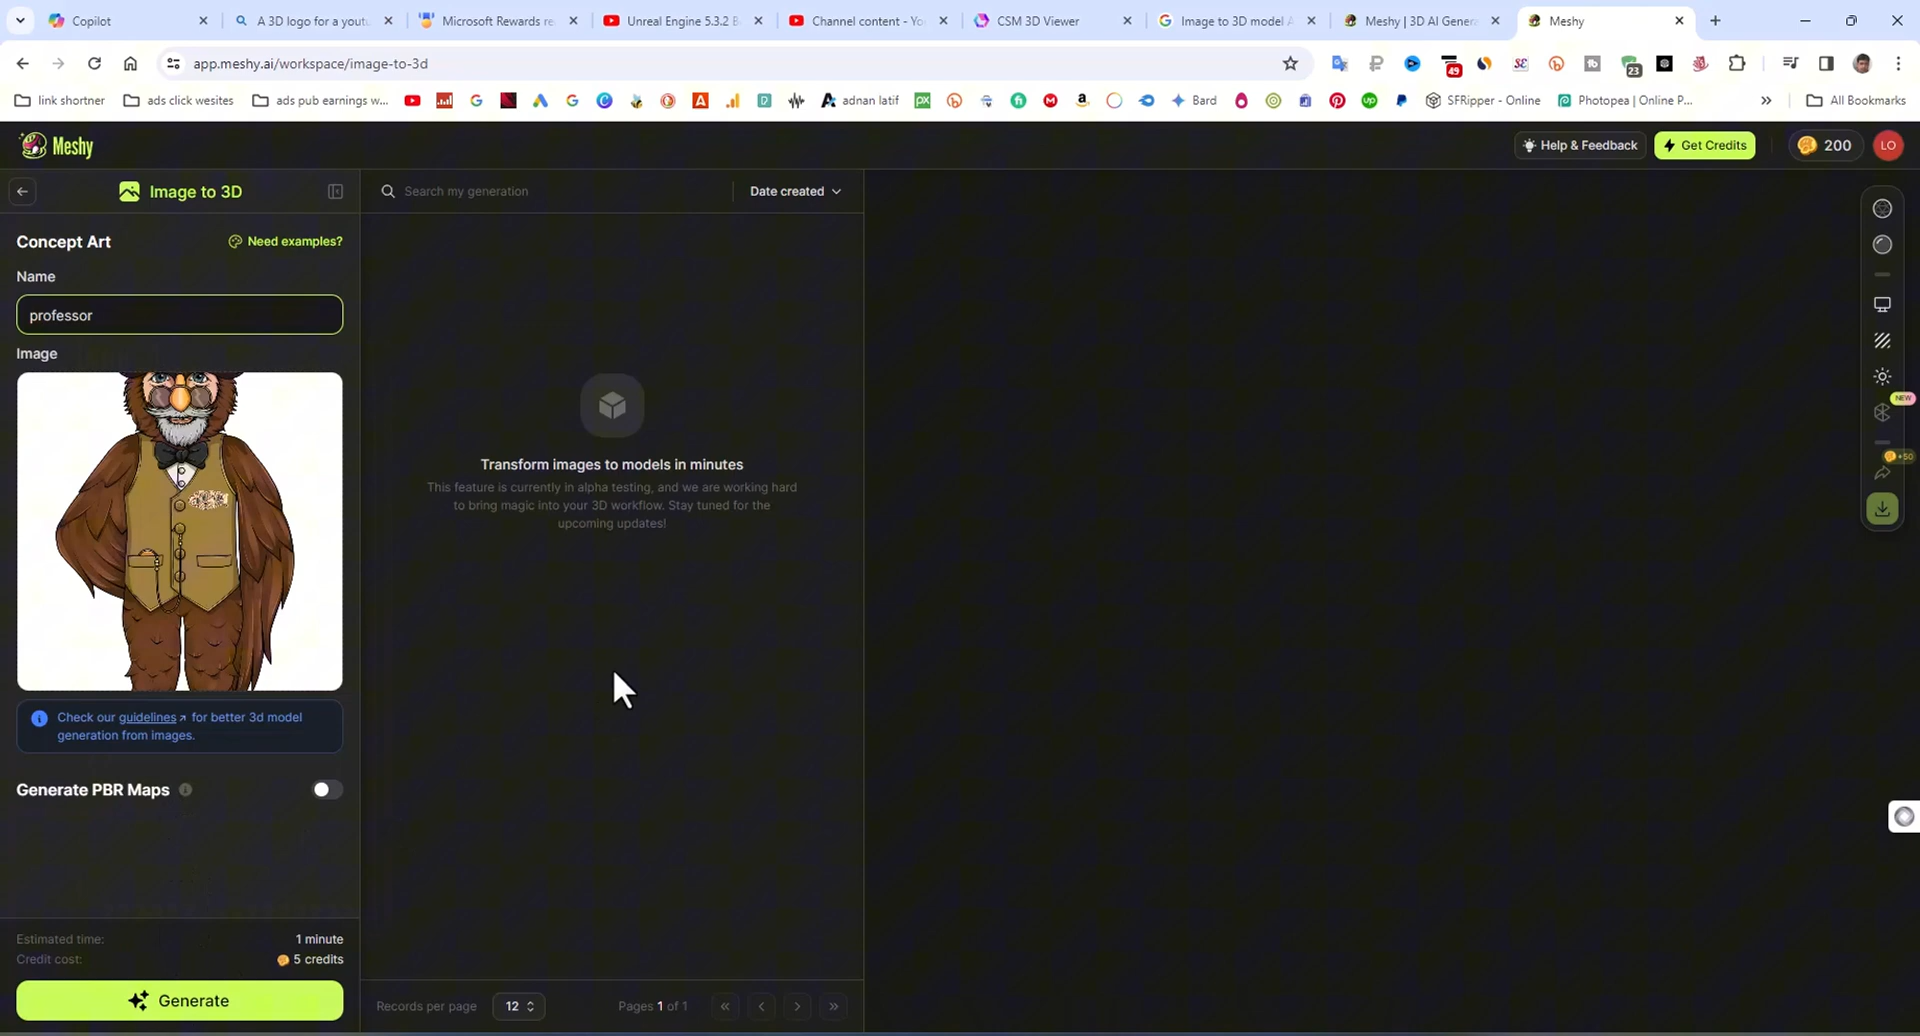 Copilot
A 3D logo for a yout
Microsoft Rewards re
Unreal Engine 5.3.2 B
Channel content - Yo
CSM 3D Viewer
Image to 3D model A
Meshy | 3D AI Genera
Meshy
app.meshy.ai/workspace/image-to-3d
49
23
link shortner
ads click wesites
ads pub earnings w...
adnan latif
Bard
SFRipper - Online
Photopea | Online P...
All Bookmarks
Meshy
Help & Feedback
Get Credits
200
LO
Image to 3D
Search my generation
Date created
Concept Art
Need examples?
Name
professor
Image
NEW
+50
Transform images to models in minutes
This feature is currently in alpha testing, and we are working hard
to bring magic into your 3D workflow. Stay tuned for the
upcoming updates!
Check our guidelines for better 3d model
generation from images.
Generate PBR Maps
Estimated time:
1 minute
Credit cost:
5 credits
Generate
Records per page
12
Pages 1 of 1